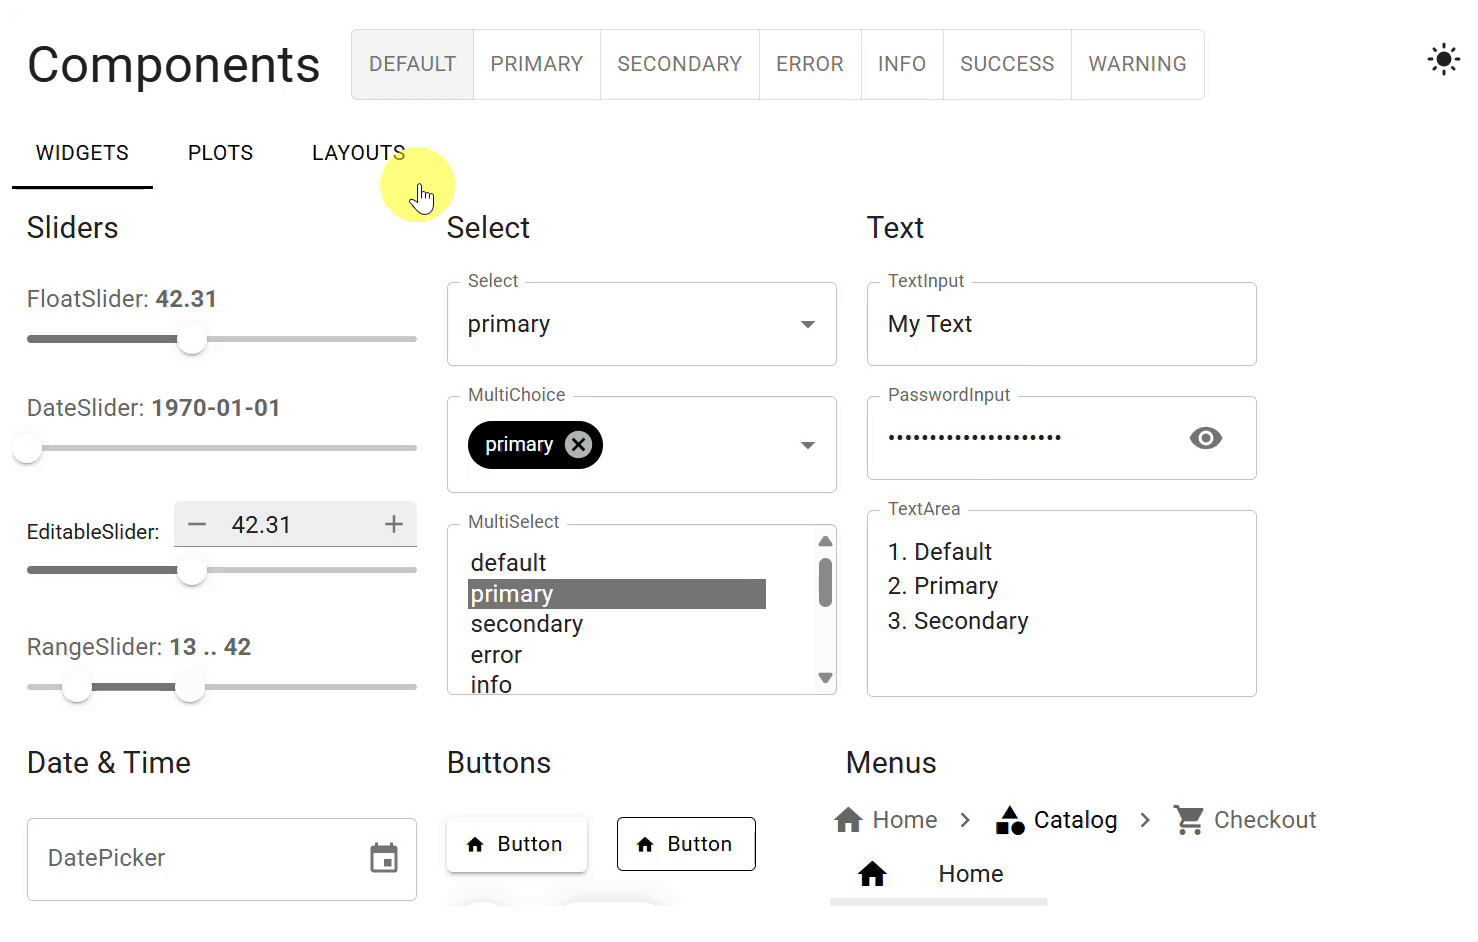 Components
DEFAULT PRIMARY SECONDARY ERROR INFO SUCCESS WARNING
WIDGETS PLOTS LAYOUTS
Sliders
FloatSlider: 42.31
DateSlider: 1970-01-01
EditableSlider: 42.31
RangeSlider: 13 .. 42
Select
Select
primary
MultiChoice
primary
MultiSelect
default
primary
secondary
error
info
Text
TextInput
My Text
PasswordInput
•••••••••••••••••••••
TextArea
1. Default
2. Primary
3. Secondary
Date & Time
DatePicker
Buttons
Button Button
Menus
Home > Catalog > Checkout
Home